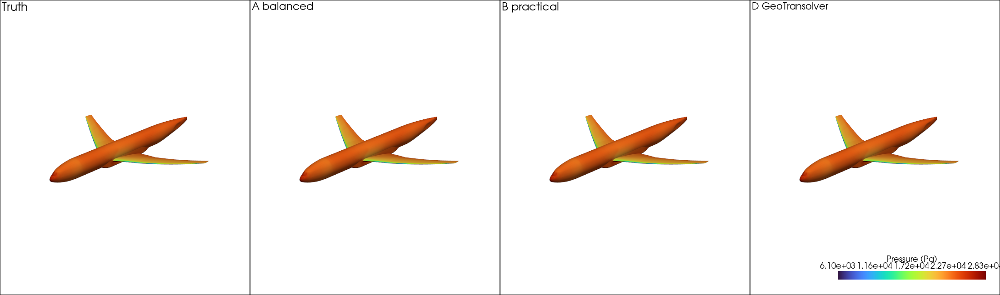 Truth
A balanced
B practical
D GeoTransolver
Pressure (Pa)
6.10e+03 1.16e+04 1.72e+04 2.27e+04 2.83e+04